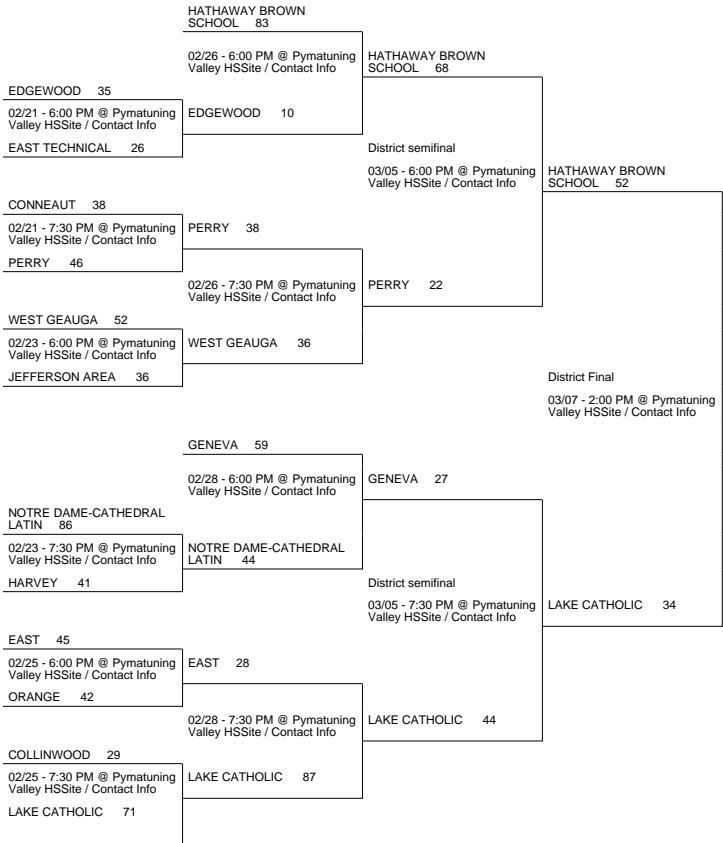 HATHAWAY BROWN
SCHOOL 83
02/26 - 6:00 PM @ Pymatuning
Valley HSSite / Contact Info
HATHAWAY BROWN
SCHOOL 68
EDGEWOOD 35
02/21 - 6:00 PM @ Pymatuning
Valley HSSite / Contact Info
EDGEWOOD 10
EAST TECHNICAL 26
District semifinal
03/05 - 6:00 PM @ Pymatuning
Valley HSSite / Contact Info
HATHAWAY BROWN
SCHOOL 52
CONNEAUT 38
02/21 - 7:30 PM @ Pymatuning
Valley HSSite / Contact Info
PERRY 38
PERRY 46
02/26 - 7:30 PM @ Pymatuning
Valley HSSite / Contact Info
PERRY 22
WEST GEAUGA 52
02/23 - 6:00 PM @ Pymatuning
Valley HSSite / Contact Info
WEST GEAUGA 36
JEFFERSON AREA 36
District Final
03/07 - 2:00 PM @ Pymatuning
Valley HSSite / Contact Info
GENEVA 59
02/28 - 6:00 PM @ Pymatuning
Valley HSSite / Contact Info
GENEVA 27
NOTRE DAME-CATHEDRAL
LATIN 86
02/23 - 7:30 PM @ Pymatuning
Valley HSSite / Contact Info
NOTRE DAME-CATHEDRAL
LATIN 44
HARVEY 41
District semifinal
03/05 - 7:30 PM @ Pymatuning
Valley HSSite / Contact Info
LAKE CATHOLIC 34
EAST 45
02/25 - 6:00 PM @ Pymatuning
Valley HSSite / Contact Info
EAST 28
ORANGE 42
02/28 - 7:30 PM @ Pymatuning
Valley HSSite / Contact Info
LAKE CATHOLIC 44
COLLINWOOD 29
02/25 - 7:30 PM @ Pymatuning
Valley HSSite / Contact Info
LAKE CATHOLIC 87
LAKE CATHOLIC 71